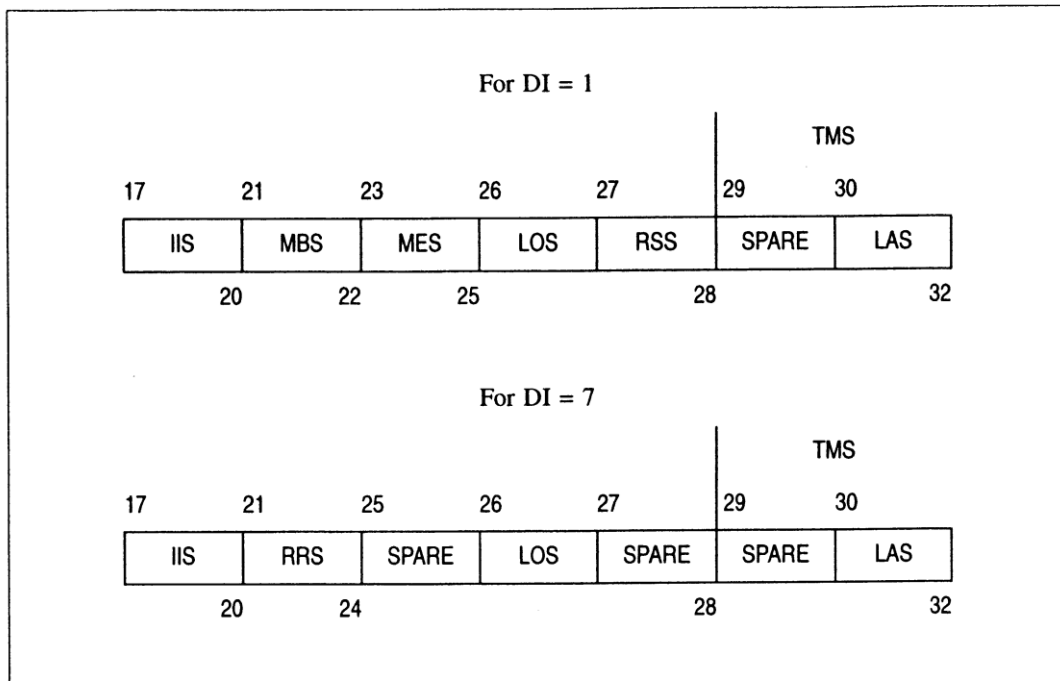 For DI = 1
TMS
17 21 23 26 27 29 30
IIS MBS MES LOS RSS SPARE LAS
20 22 25 28 32
For DI = 7
TMS
17 21 25 26 27 29 30
IIS RRS SPARE LOS SPARE SPARE LAS
20 24 28 32